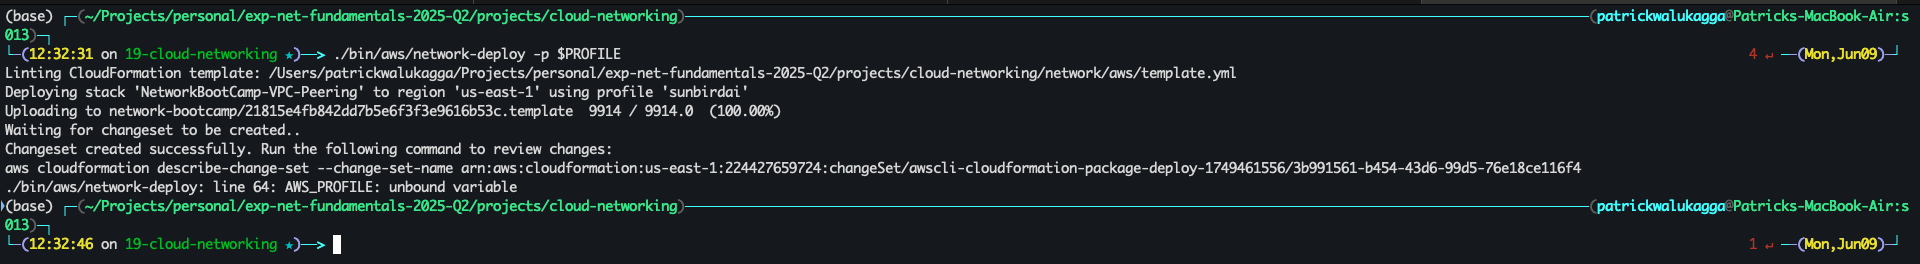 (base) ┌─(~/Projects/personal/exp-net-fundamentals-2025-Q2/projects/cloud-networking)──(patrickwalukagga@Patricks-MacBook-Air:s
013)─┐
└─(12:32:31 on 19-cloud-networking ★)──> ./bin/aws/network-deploy -p $PROFILE 4 ↵ ──(Mon,Jun09)─┘
Linting CloudFormation template: /Users/patrickwalukagga/Projects/personal/exp-net-fundamentals-2025-Q2/projects/cloud-networking/network/aws/template.yml
Deploying stack 'NetworkBootCamp-VPC-Peering' to region 'us-east-1' using profile 'sunbirdai'
Uploading to network-bootcamp/21815e4fb842dd7b5e6f3f3e9616b53c.template 9914 / 9914.0 (100.00%)
Waiting for changeset to be created..
Changeset created successfully. Run the following command to review changes:
aws cloudformation describe-change-set --change-set-name arn:aws:cloudformation:us-east-1:224427659724:changeSet/awscli-cloudformation-package-deploy-1749461556/3b991561-b454-43d6-99d5-76e18ce116f4
./bin/aws/network-deploy: line 64: AWS_PROFILE: unbound variable
(base) ┌─(~/Projects/personal/exp-net-fundamentals-2025-Q2/projects/cloud-networking)──(patrickwalukagga@Patricks-MacBook-Air:s
013)─┐
└─(12:32:46 on 19-cloud-networking ★)──> 1 ↵ ──(Mon,Jun09)─┘